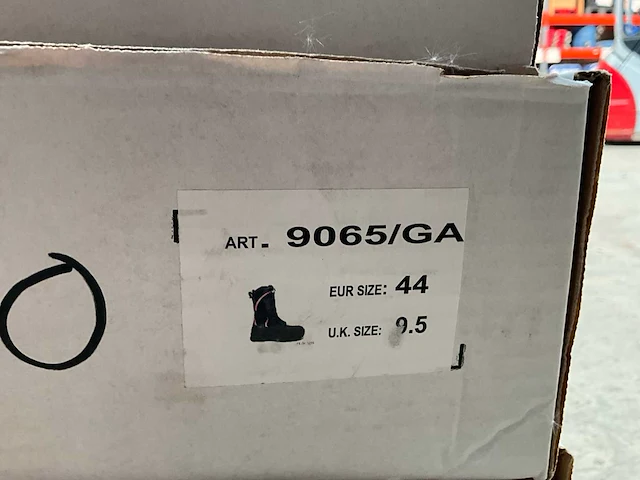 ART. 9065/GA
EUR SIZE: 44
U.K. SIZE: 9.5
O